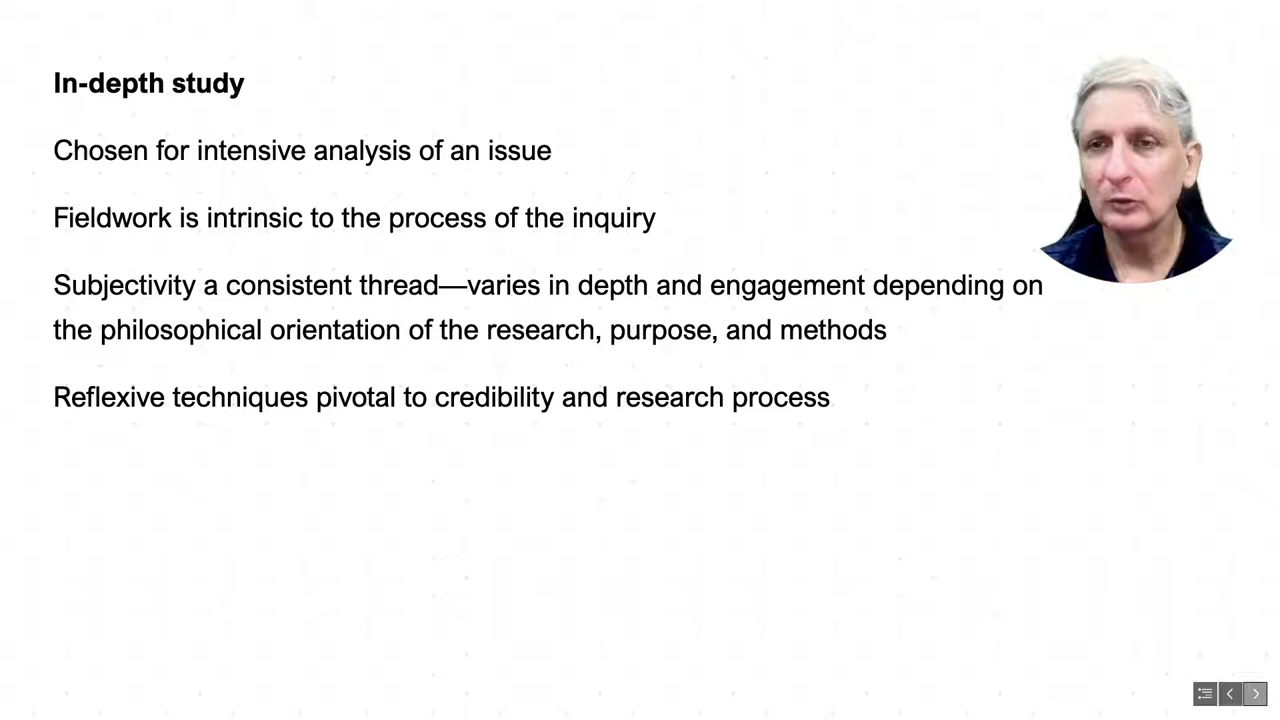 In-depth study
Chosen for intensive analysis of an issue
Fieldwork is intrinsic to the process of the inquiry
Subjectivity a consistent thread—varies in depth and engagement depending on
the philosophical orientation of the research, purpose, and methods
Reflexive techniques pivotal to credibility and research process